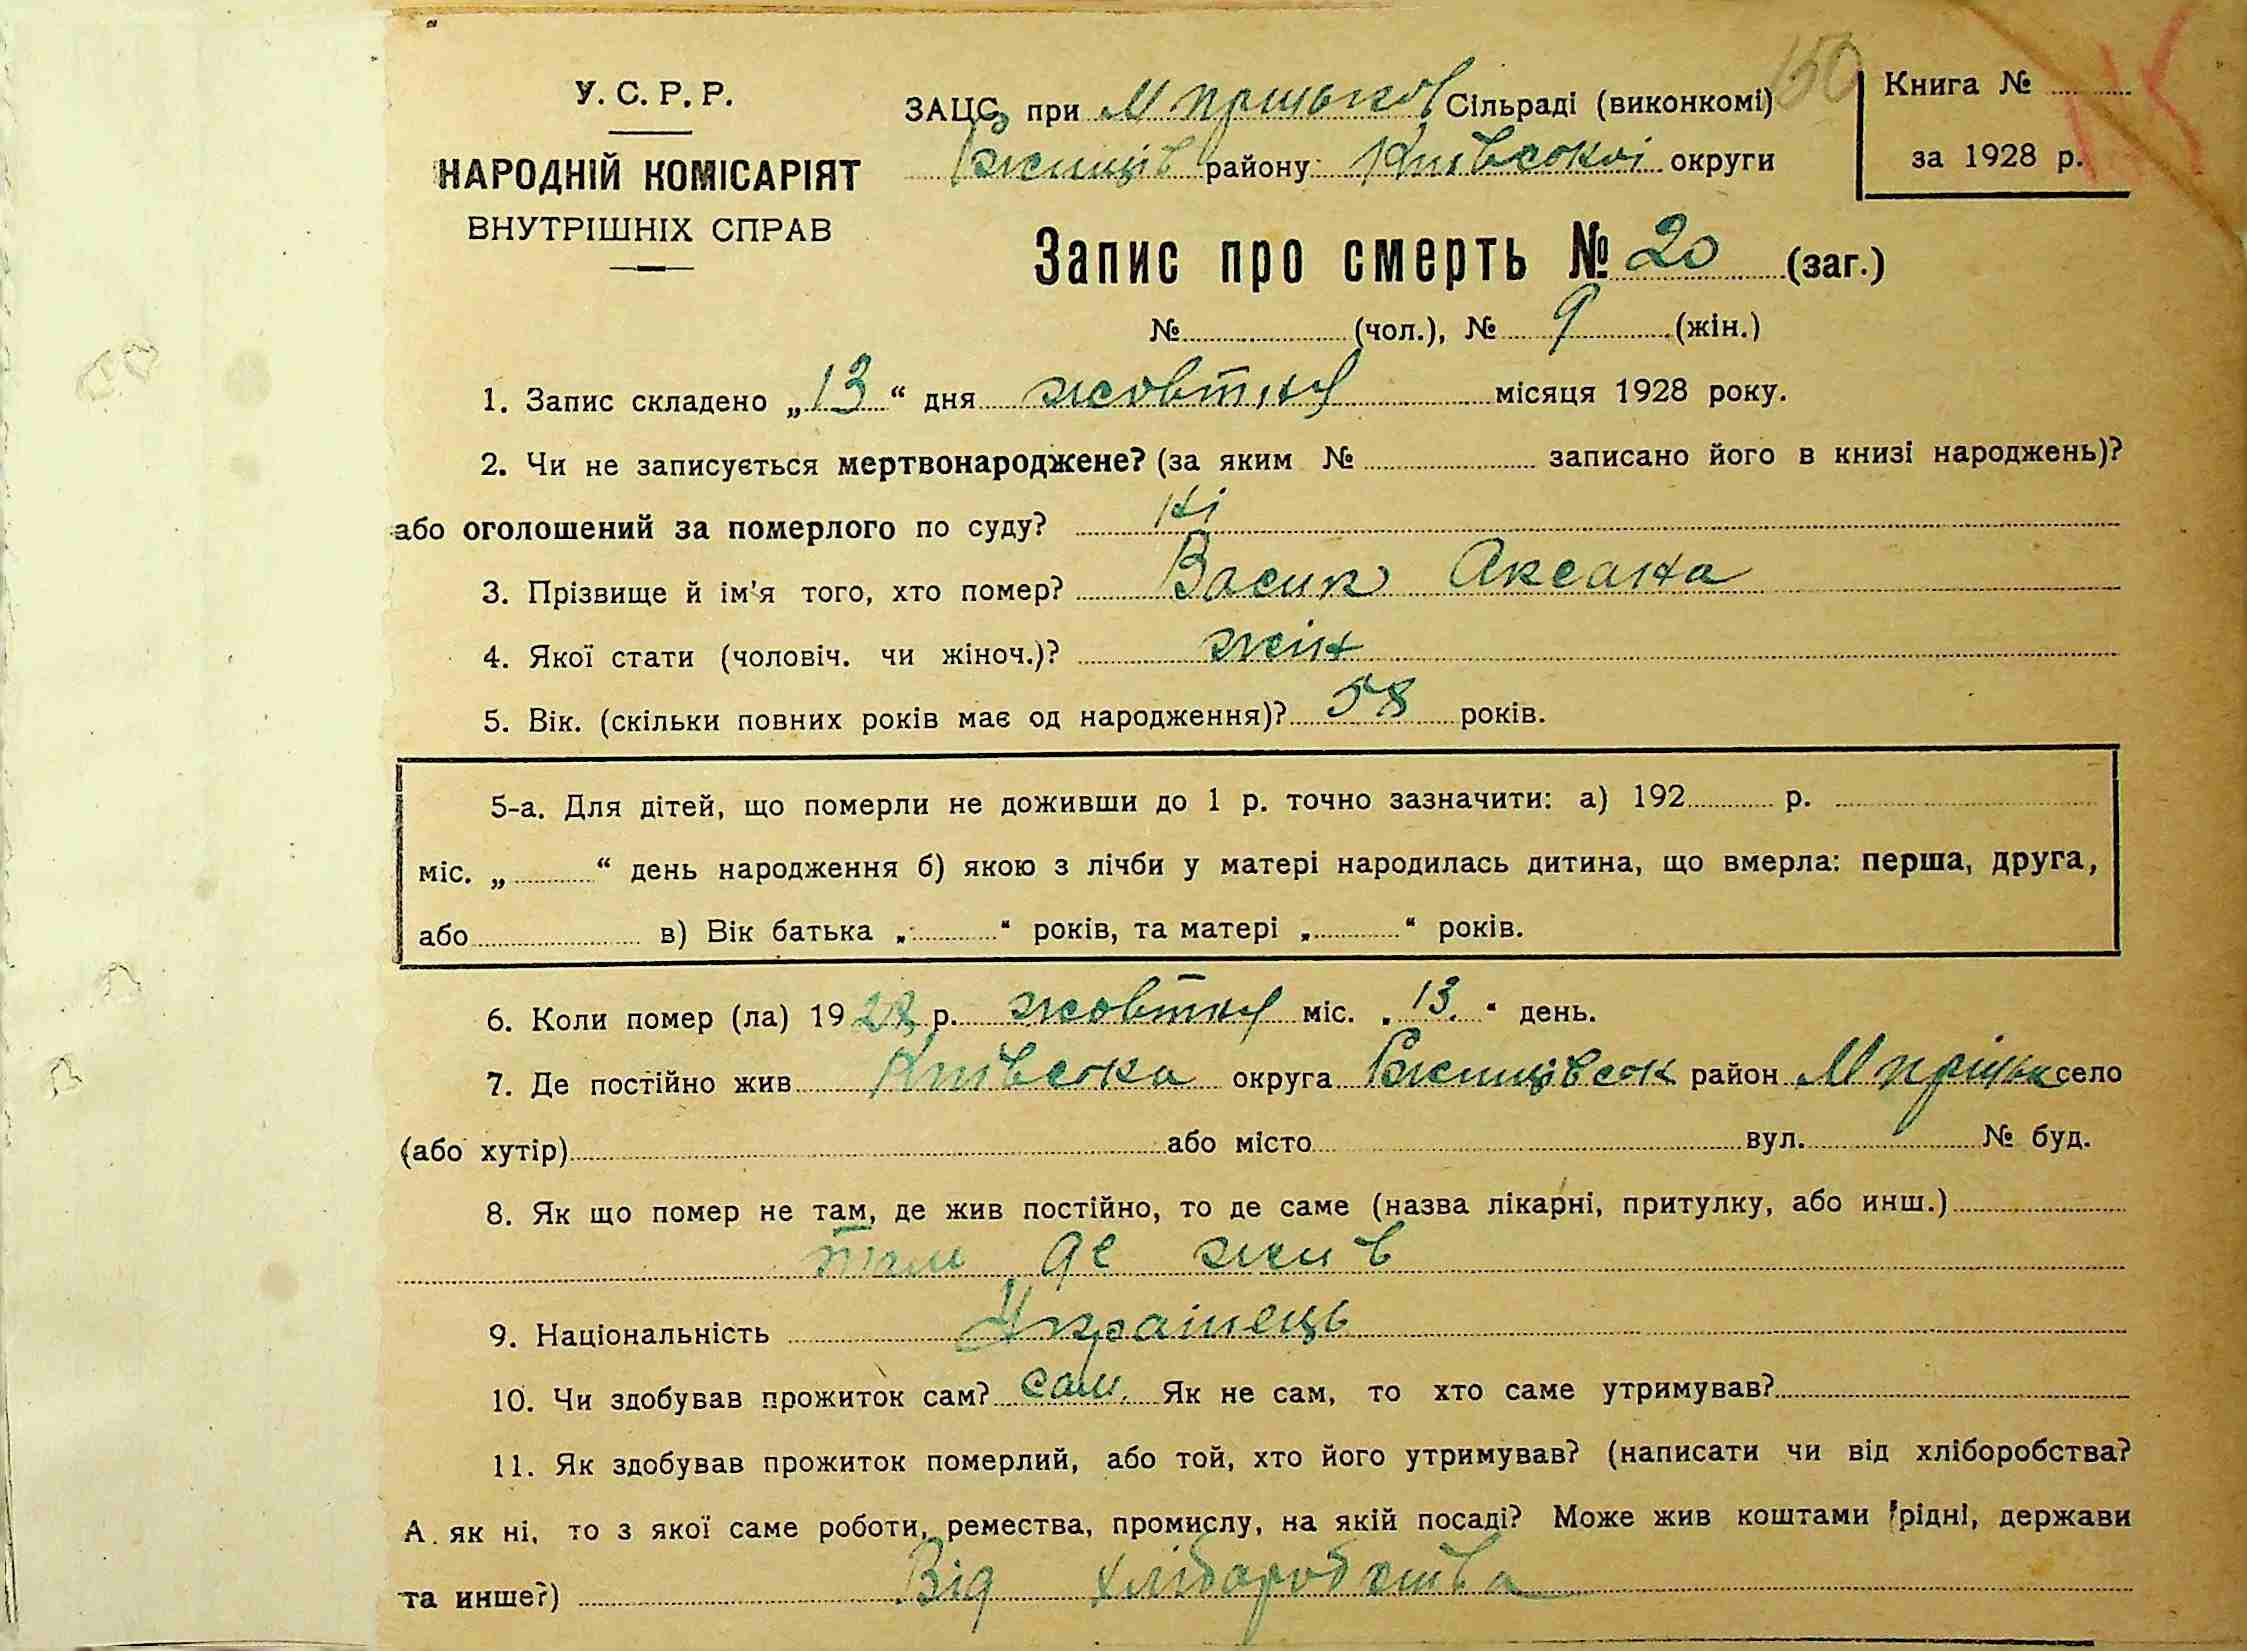 150
У. С. Р. Р.
НАРОДНІЙ КОМІСАРІЯТ
ВНУТРІШНІХ СПРАВ
ЗАЦС, при Сільраді (виконкомі)
Ржищів району Київської округи
Книга №
за 1928 р.
Запис про смерть № 20 (заг.)
№ (чол.), № 9 (жін.)
1. Запис складено „13“ дня жовтня місяця 1928 року.
2. Чи не записується мертвонароджене? (за яким № записано його в книзі народжень)?
або оголошений за померлого по суду? Ні
3. Прізвище й ім'я того, хто помер? Васик Аксана
4. Якої стати (чоловіч. чи жіноч.)? жін
5. Вік. (скільки повних років має од народження)? 58 років.
5-а. Для дітей, що померли не доживши до 1 р. точно зазначити: а) 192 р.
міс. „ “ день народження б) якою з лічби у матері народилась дитина, що вмерла: перша, друга,
або в) Вік батька „ “ років, та матері „ “ років.
6. Коли помер (ла) 1928 р. жовтня міс. „13.“ день.
7. Де постійно жив Київска округа Ржищівськ район село
(або хутір) або місто вул. № буд.
8. Як що помер не там, де жив постійно, то де саме (назва лікарні, притулку, або инш.)
там де жив
9. Національність Українець
10. Чи здобував прожиток сам? сам. Як не сам, то хто саме утримував?
11. Як здобував прожиток померлий, або той, хто його утримував? (написати чи від хліборобства?
А як ні, то з якої саме роботи, ремества, промислу, на якій посаді? Може жив коштами рідні, держави
та инше?) Від хліборобства